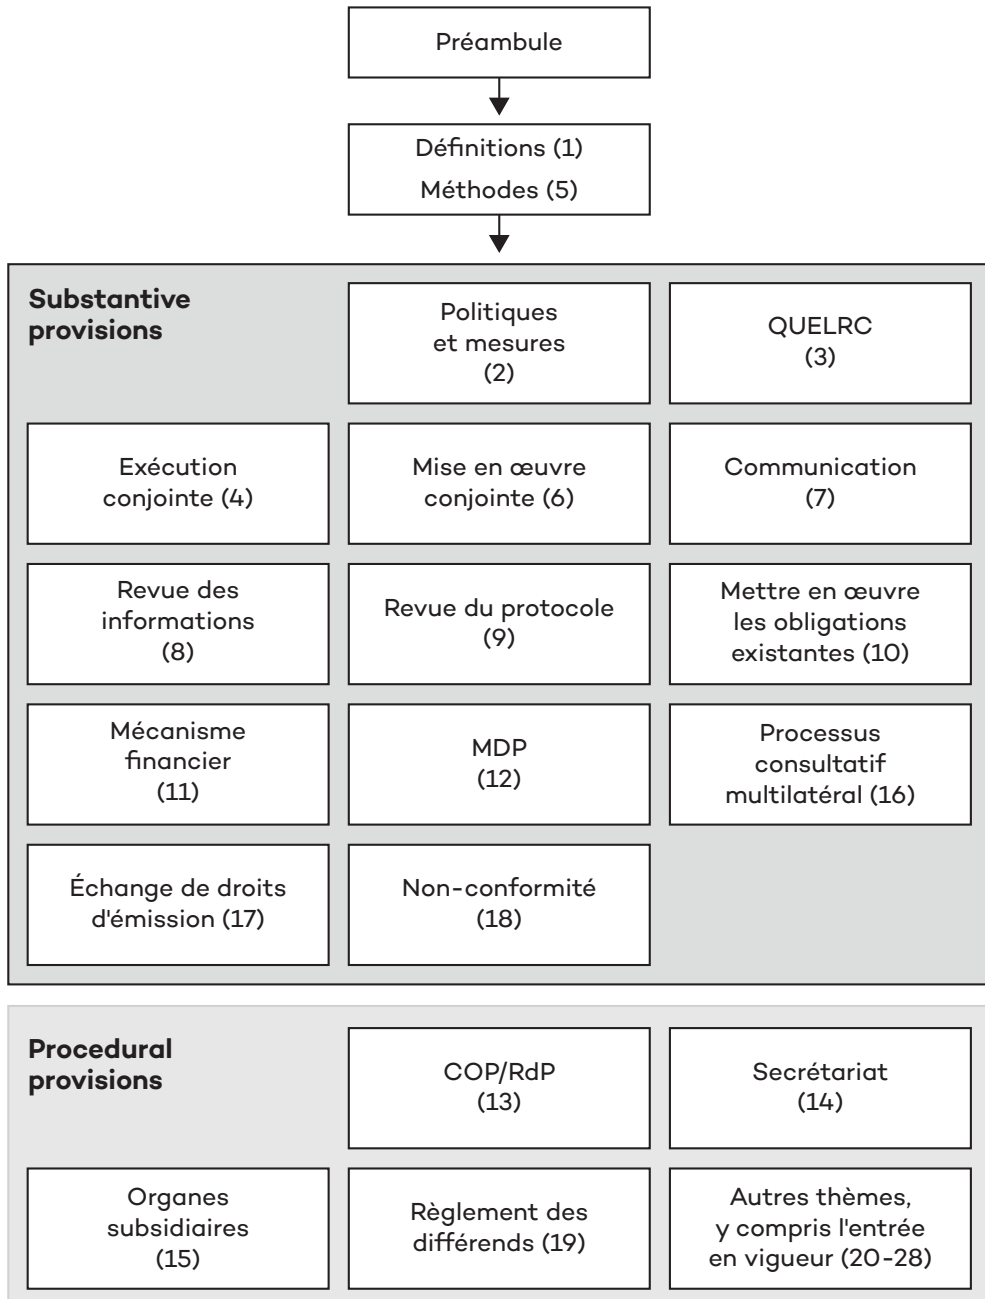 Préambule
Définitions (1)
Méthodes (5)
Substantive
provisions
Politiques
et mesures
(2)
QUELRC
(3)
Exécution
conjointe (4)
Mise en œuvre
conjointe (6)
Communication
(7)
Revue des
informations
(8)
Revue du protocole
(9)
Mettre en œuvre
les obligations
existantes (10)
Mécanisme
financier
(11)
MDP
(12)
Processus
consultatif
multilatéral (16)
Échange de droits
d'émission (17)
Non-conformité
(18)
Procedural
provisions
COP/RdP
(13)
Secrétariat
(14)
Organes
subsidiaires
(15)
Règlement des
différends (19)
Autres thèmes,
y compris l'entrée
en vigueur (20-28)